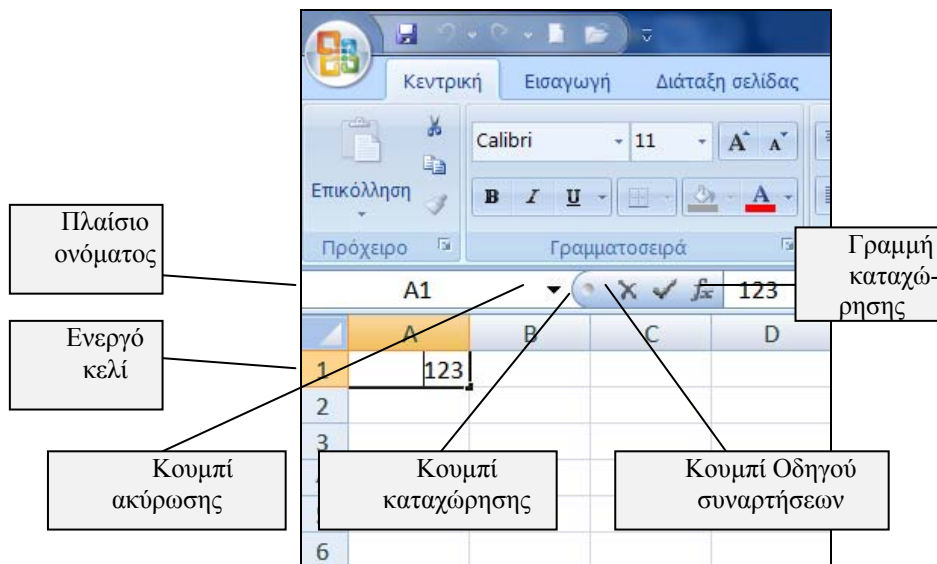 Κεντρική Εισαγωγή Διάταξη σελίδας
Calibri 11 A A
Επικόλληση
B I U A
Πρόχειρο Γραμματοσειρά
Πλαίσιο
ονόματος
Γραμμή
καταχώ-
ρησης
A1 fx 123
A B C D
Ενεργό
κελί
1 123
2
3
Κουμπί
ακύρωσης
Κουμπί
καταχώρησης
Κουμπί Οδηγού
συναρτήσεων
6